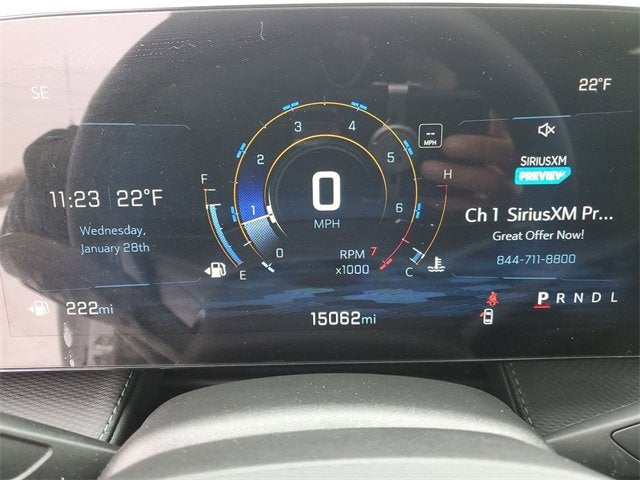 SE
22°F
11:23 22°F
Wednesday,
January 28th
F
E
222mi
0
1
2
3
4
5
6
7
0
MPH
RPM
x1000
15062mi
--
MPH
H
C
SIRIUSXM
PREVIEW
Ch 1 SiriusXM Pr...
Great Offer Now!
844-711-8800
P R N D L